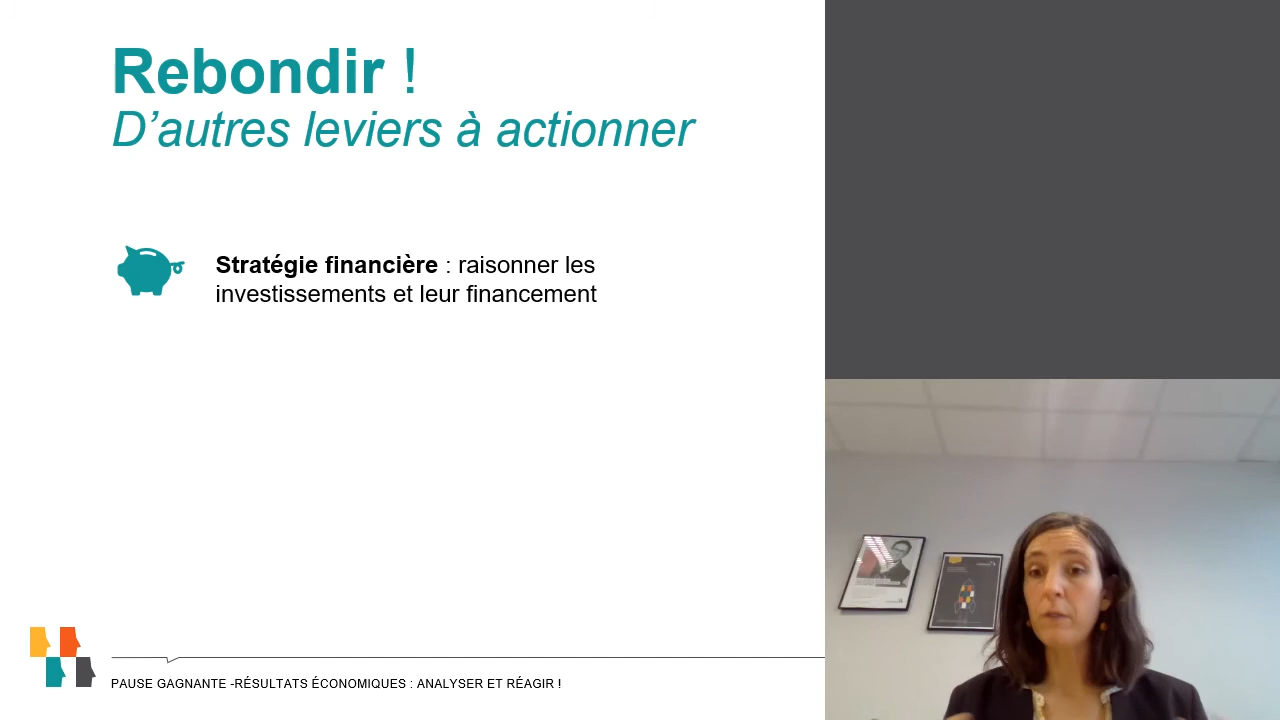 Rebondir !
D’autres leviers à actionner
Stratégie financière : raisonner les
investissements et leur financement
PAUSE GAGNANTE -RÉSULTATS ÉCONOMIQUES : ANALYSER ET RÉAGIR !